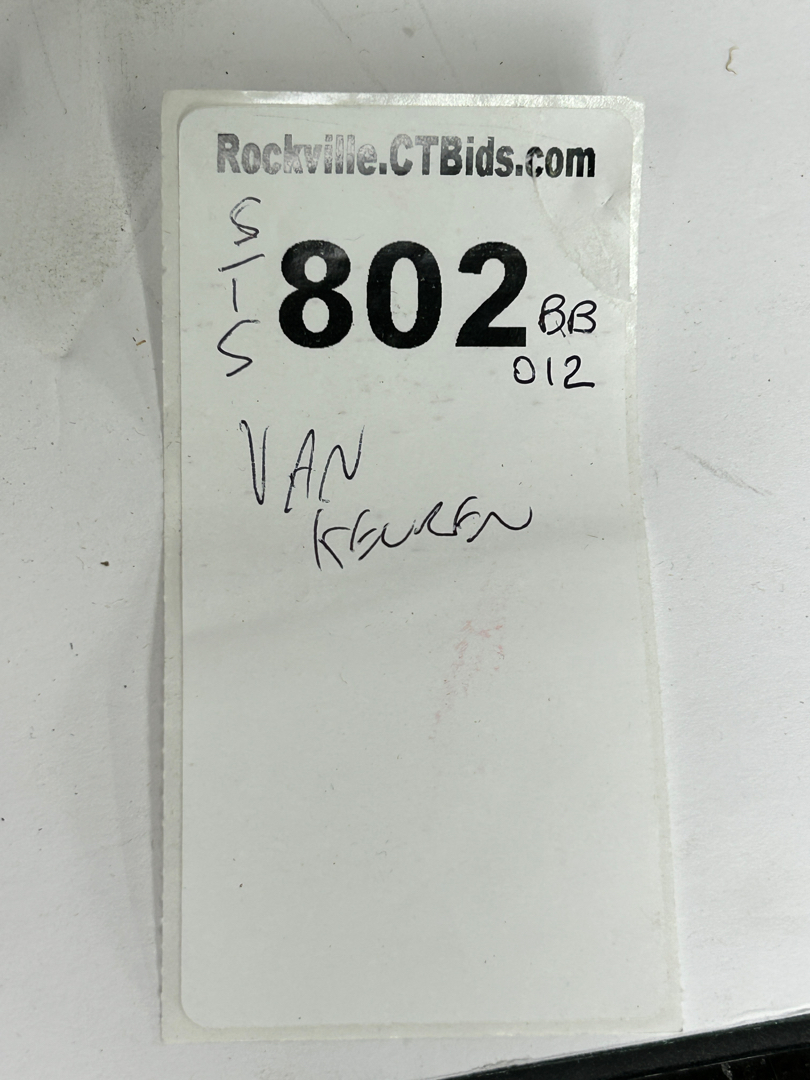 Rockville.CTBids.com
802
BB
012
VAN
KEUREN